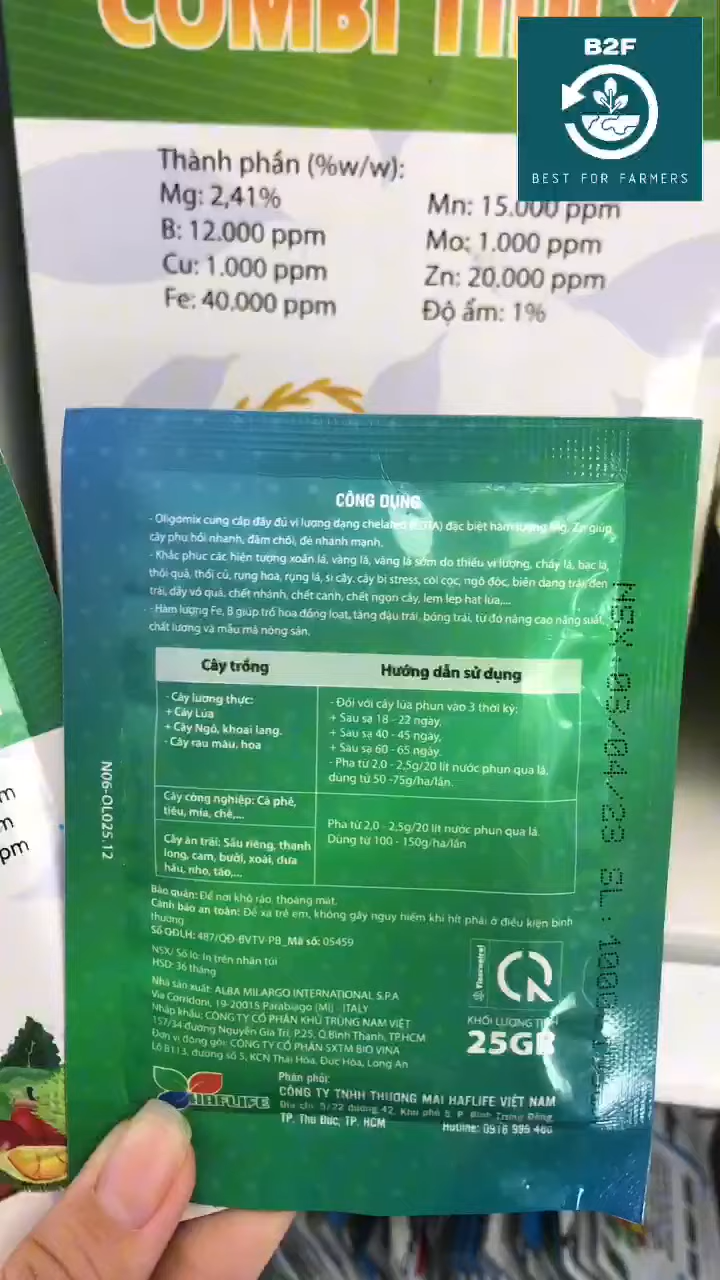 B2F
BEST FOR FARMERS
Thành phần (%w/w):
Mg: 2,41%
B: 12.000 ppm
Cu: 1.000 ppm
Fe: 40.000 ppm
Mn: 15.000 ppm
Mo: 1.000 ppm
Zn: 20.000 ppm
Độ ẩm: 1%
CÔNG DỤNG
- Oligomix cung cấp đầy đủ vi lượng dạng chelated (EDTA) đặc biệt hàm lượng Mg, Zn giúp
cây phụ hồi nhanh, đâm chồi, đẻ nhánh mạnh.
- Khắc phục các hiện tượng xoắn lá, vàng lá, vàng lá sớm do thiếu vi lượng, cháy lá, bạc lá,
thối quả, thối củ, rụng hoa, rụng lá, sì cây, cây bị stress, còi cọc, ngộ độc, biến dạng trái, đen
trái, dầy vỏ quả, chết nhánh, chết canh, chết ngọn cây, lem lép hạt lúa,...
- Hàm lượng Fe, B giúp trổ hoa đồng loạt, tăng đậu trái, bóng trái, từ đó nâng cao năng suất,
chất lượng và mẫu mã nông sản.
Cây trồng
Hướng dẫn sử dụng
- Cây lương thực:
+ Cây Lúa
+ Cây Ngô, khoai lang.
- Cây rau màu, hoa
- Đối với cây lúa phun vào 3 thời kỳ:
+ Sau sạ 18 - 22 ngày.
+ Sau sạ 40 - 45 ngày.
+ Sau sạ 60 - 65 ngày.
- Pha từ 2,0 - 2,5g/20 lít nước phun qua lá,
dùng từ 50 -75g/ha/lần.
Cây công nghiệp: Cà phê,
tiêu, mía, chè,...
Cây ăn trái: Sầu riêng, thanh
long, cam, bưởi, xoài, dưa
hấu, nho, táo,...
Pha từ 2,0 - 2,5g/20 lít nước phun qua lá.
Dùng từ 100 - 150g/ha/lần
Bảo quản: Để nơi khô ráo, thoáng mát.
Cảnh báo an toàn: Để xa trẻ em, không gây nguy hiểm khi hít phải ở điều kiện bình
thường
Số QĐLH: 487/QĐ-BVTV-PB_Mã số: 05459
NSX/ Số lô: In trên nhãn túi
HSD: 36 tháng
Nhà sản xuất: ALBA MILARGO INTERNATIONAL S.P.A
Via Corridoni, 19-20015 Parabiago (MI) - ITALY
Nhập khẩu: CÔNG TY CỔ PHẦN KHỬ TRÙNG NAM VIỆT
157/34 đường Nguyễn Gia Trí, P.25, Q.Bình Thạnh, TP.HCM
Đơn vị đóng gói: CÔNG TY CỔ PHẦN SXTM BIO VINA
Lô B113, đường số 5, KCN Thái Hòa, Đức Hòa, Long An
KHỐI LƯỢNG TỊNH
25GR
HAFLIFE
Phân phối:
CÔNG TY TNHH THƯƠNG MẠI HAFLIFE VIỆT NAM
Địa chỉ: 5/22 đường 42, Khu phố 5, P. Bình Trưng Đông,
TP. Thủ Đức, TP. HCM
N06-OL025.12
ppm